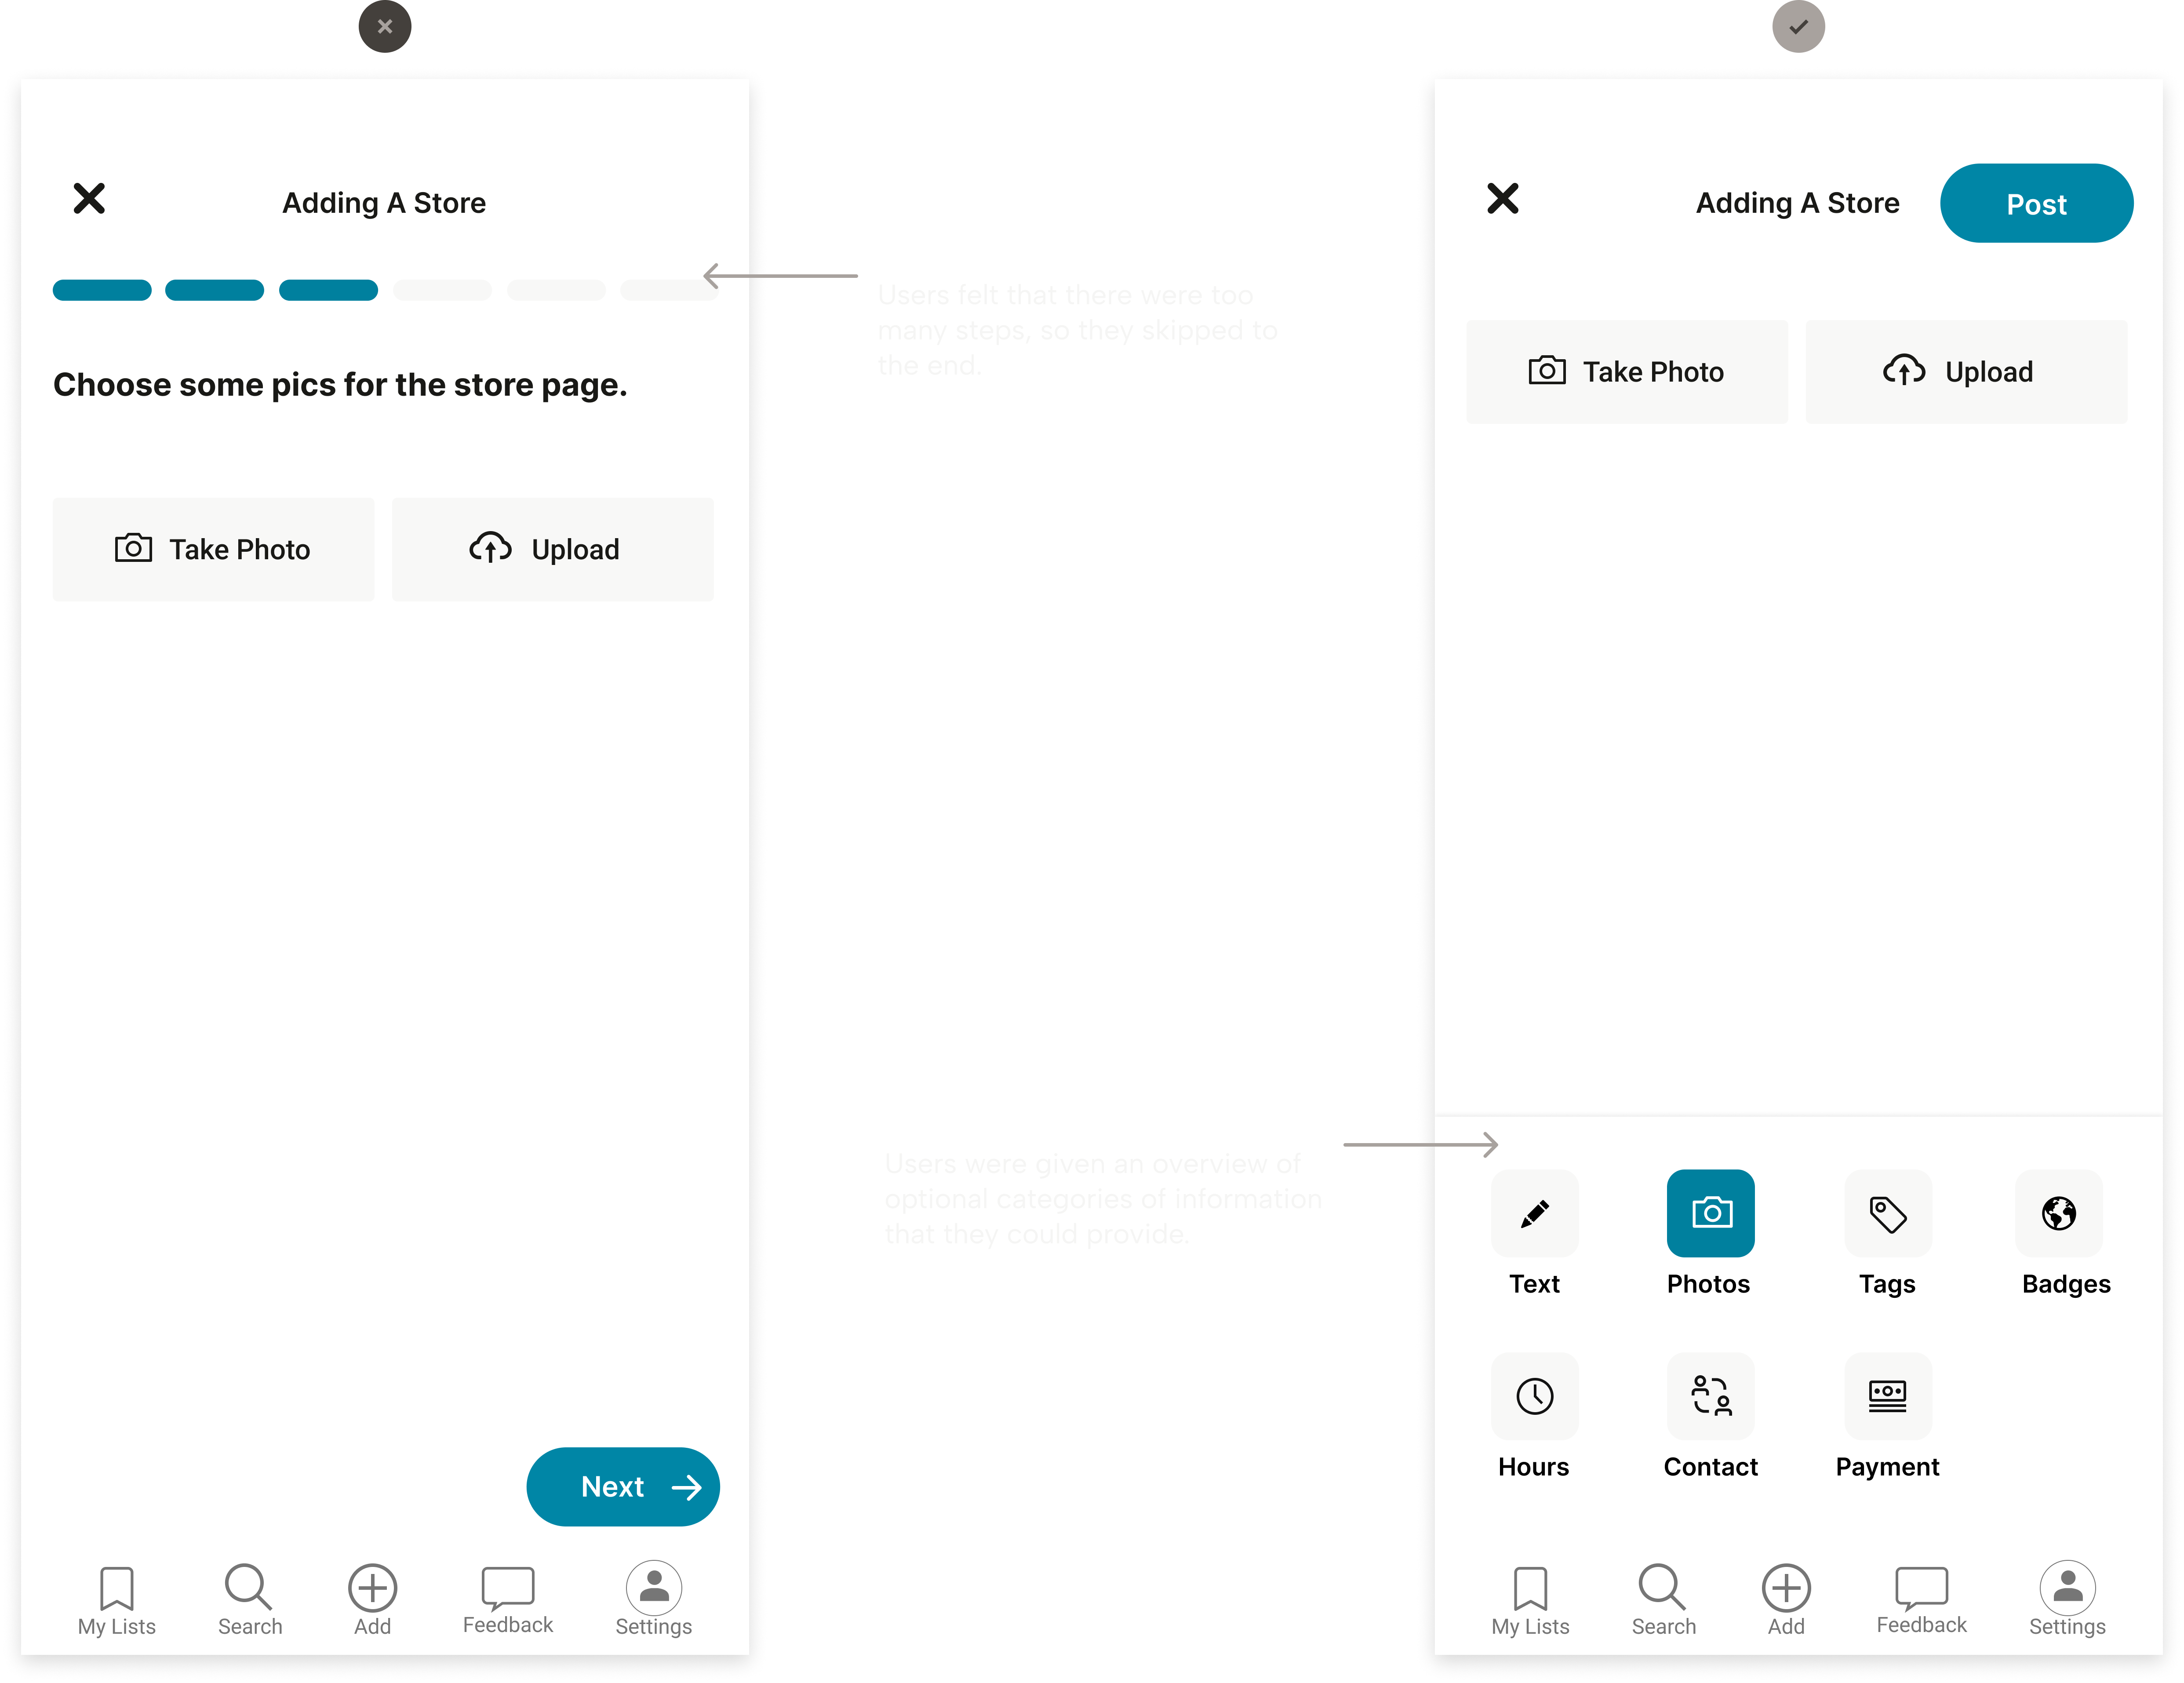 Adding A Store
Choose some pics for the store page.
Take Photo
Upload
Next
My Lists
Search
Add
Feedback
Settings
Users felt that there were too
many steps, so they skipped to
the end.
Users were given an overview of
optional categories of information
that they could provide.
Adding A Store
Post
Take Photo
Upload
Text
Photos
Tags
Badges
Hours
Contact
Payment
My Lists
Search
Add
Feedback
Settings